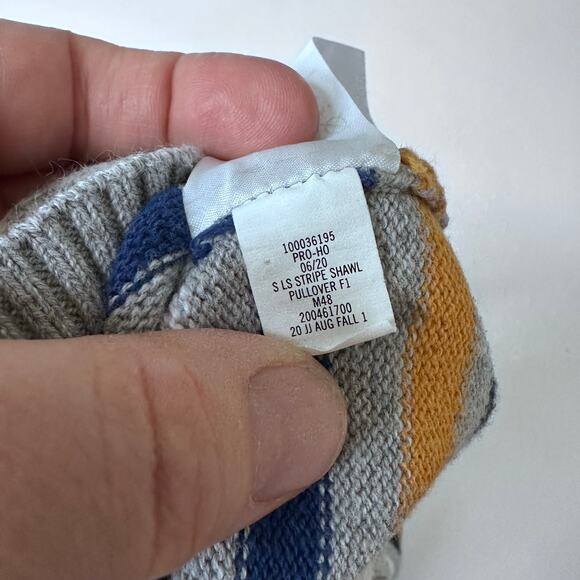 100036195
PRO-HO
06/20
S LS STRIPE SHAWL
PULLOVER F1
M48
200461700
20 JJ AUG FALL 1